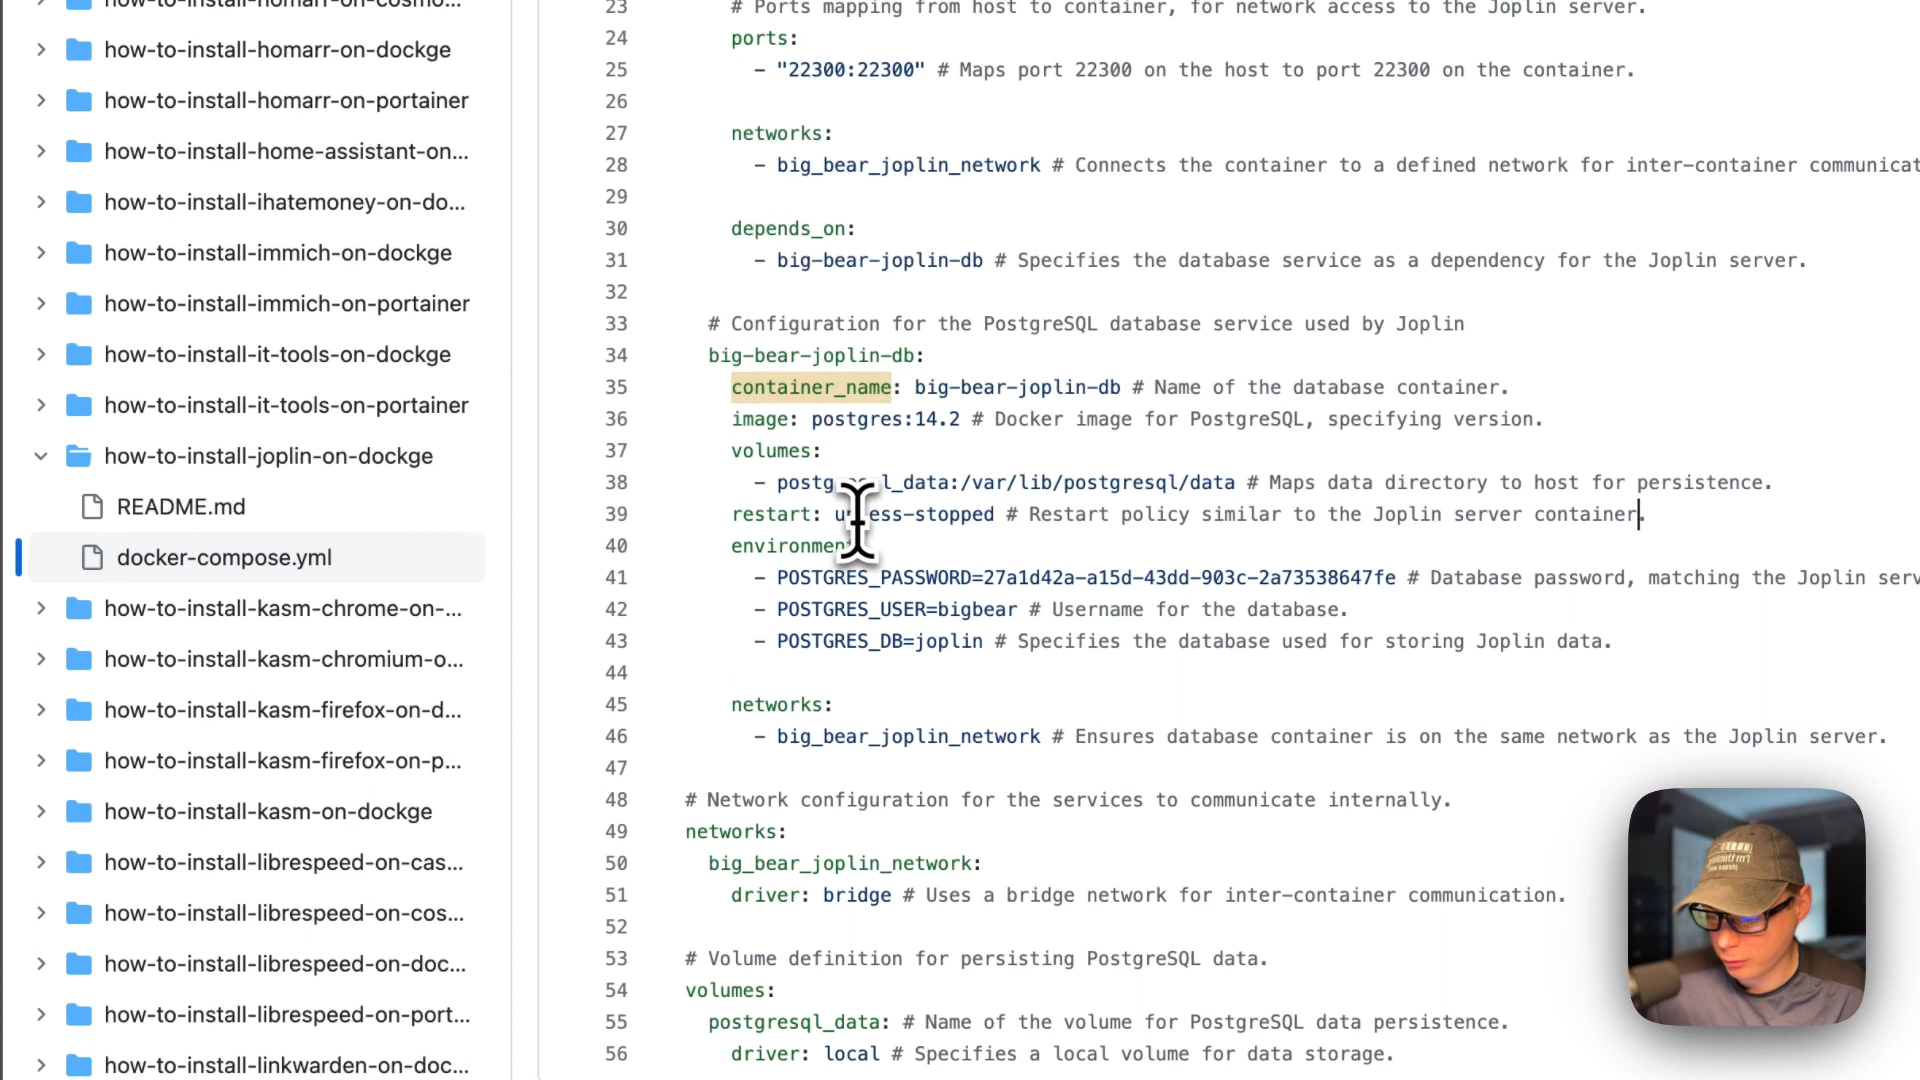 how-to-install-homarr-on-cosmo...
how-to-install-homarr-on-dockge
how-to-install-homarr-on-portainer
how-to-install-home-assistant-on...
how-to-install-ihatemoney-on-do...
how-to-install-immich-on-dockge
how-to-install-immich-on-portainer
how-to-install-it-tools-on-dockge
how-to-install-it-tools-on-portainer
how-to-install-joplin-on-dockge
README.md
docker-compose.yml
how-to-install-kasm-chrome-on-...
how-to-install-kasm-chromium-o...
how-to-install-kasm-firefox-on-d...
how-to-install-kasm-firefox-on-p...
how-to-install-kasm-on-dockge
how-to-install-librespeed-on-cas...
how-to-install-librespeed-on-cos...
how-to-install-librespeed-on-doc...
how-to-install-librespeed-on-port...
how-to-install-linkwarden-on-doc...
23 # Ports mapping from host to container, for network access to the Joplin server.
24 ports:
25 - "22300:22300" # Maps port 22300 on the host to port 22300 on the container.
26
27 networks:
28 - big_bear_joplin_network # Connects the container to a defined network for inter-container communicat
29
30 depends_on:
31 - big-bear-joplin-db # Specifies the database service as a dependency for the Joplin server.
32
33 # Configuration for the PostgreSQL database service used by Joplin
34 big-bear-joplin-db:
35 container_name: big-bear-joplin-db # Name of the database container.
36 image: postgres:14.2 # Docker image for PostgreSQL, specifying version.
37 volumes:
38 - postgresql_data:/var/lib/postgresql/data # Maps data directory to host for persistence.
39 restart: unless-stopped # Restart policy similar to the Joplin server container.
40 environment
41 - POSTGRES_PASSWORD=27a1d42a-a15d-43dd-903c-2a73538647fe # Database password, matching the Joplin serv
42 - POSTGRES_USER=bigbear # Username for the database.
43 - POSTGRES_DB=joplin # Specifies the database used for storing Joplin data.
44
45 networks:
46 - big_bear_joplin_network # Ensures database container is on the same network as the Joplin server.
47
48 # Network configuration for the services to communicate internally.
49 networks:
50 big_bear_joplin_network:
51 driver: bridge # Uses a bridge network for inter-container communication.
52
53 # Volume definition for persisting PostgreSQL data.
54 volumes:
55 postgresql_data: # Name of the volume for PostgreSQL data persistence.
56 driver: local # Specifies a local volume for data storage.